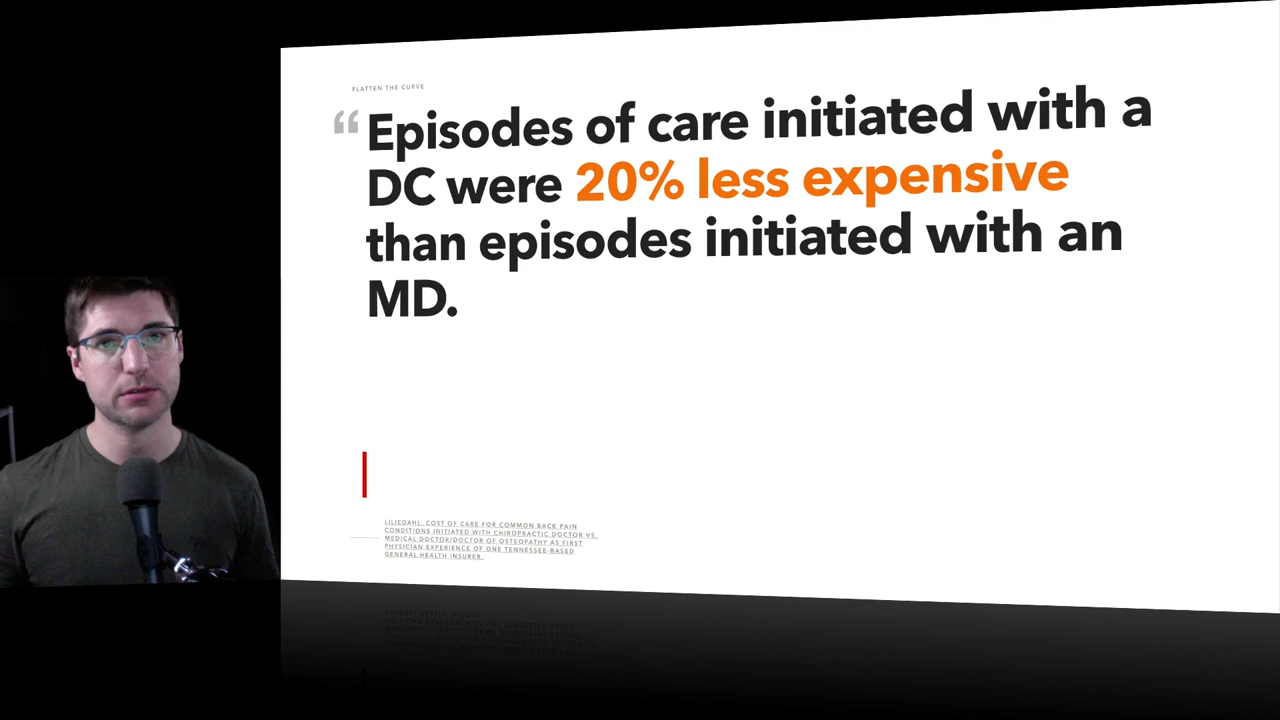 FLATTEN THE CURVE
“Episodes of care initiated with a
DC were 20% less expensive
than episodes initiated with an
MD.
LILIEDAHL. COST OF CARE FOR COMMON BACK PAIN
CONDITIONS INITIATED WITH CHIROPRACTIC DOCTOR VS.
MEDICAL DOCTOR/DOCTOR OF OSTEOPATHY AS FIRST
PHYSICIAN EXPERIENCE OF ONE TENNESSEE-BASED
GENERAL HEALTH INSURER.